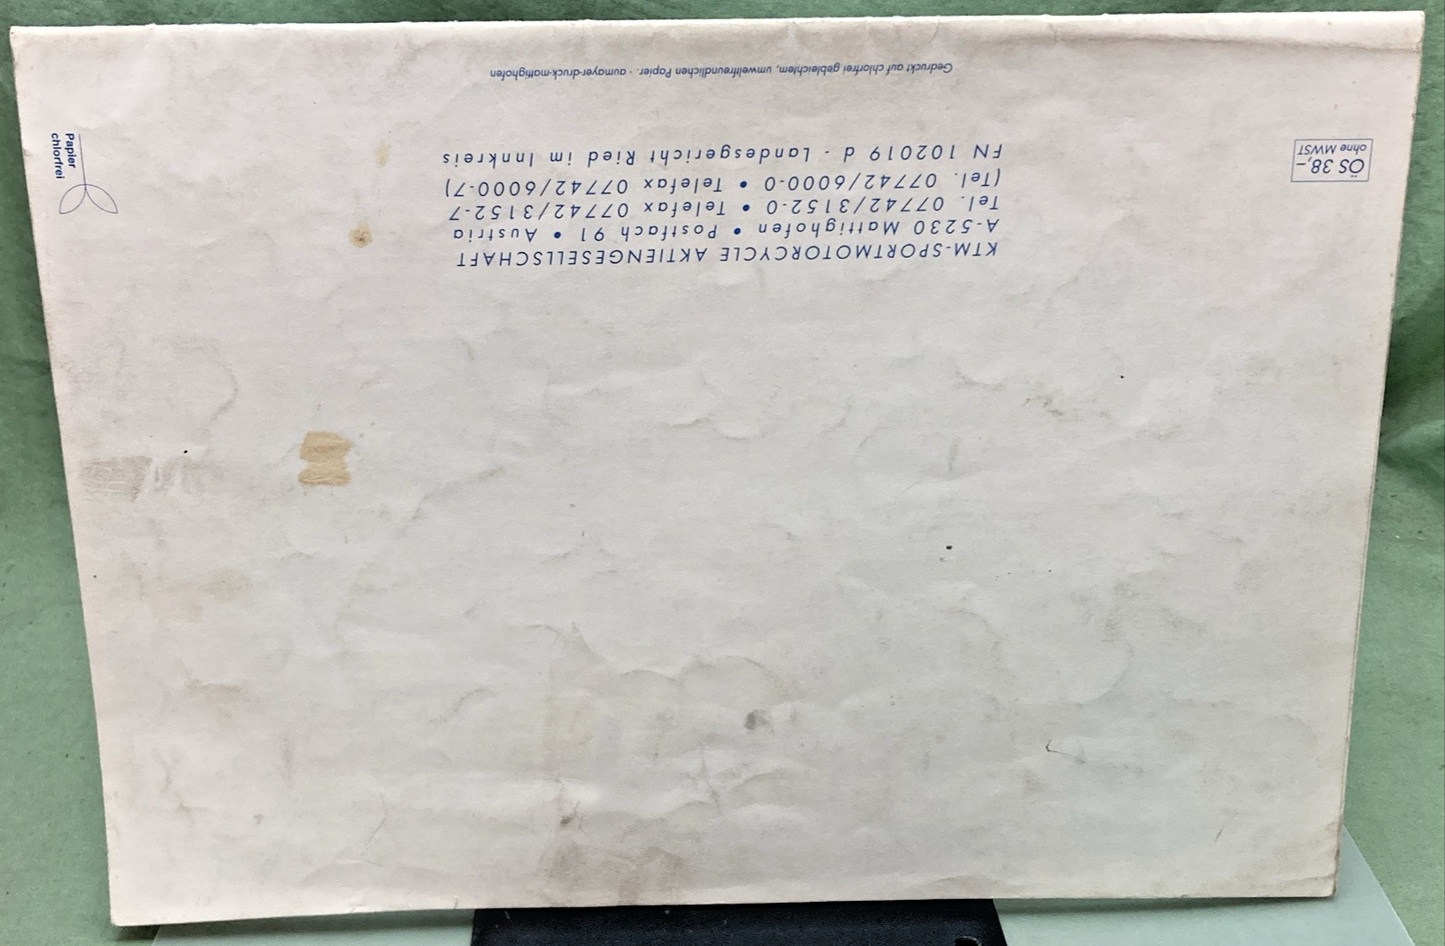 KTM-SPORTMOTORCYCLE AKTIENGESELLSCHAFT
A-5230 Mattighofen • Postfach 91 • Austria
Tel. 07742/3152-0 • Telefax 07742/3152-7
(Tel. 07742/6000-0 • Telefax 07742/6000-7)
FN 102019 d - Landesgericht Ried im Innkreis
ÖS 38,–
ohne MWST
Papier
chlorfrei
Gedruckt auf chlorfrei gebleichtem, umweltfreundlichen Papier. · aumayer-druck-mattighofen